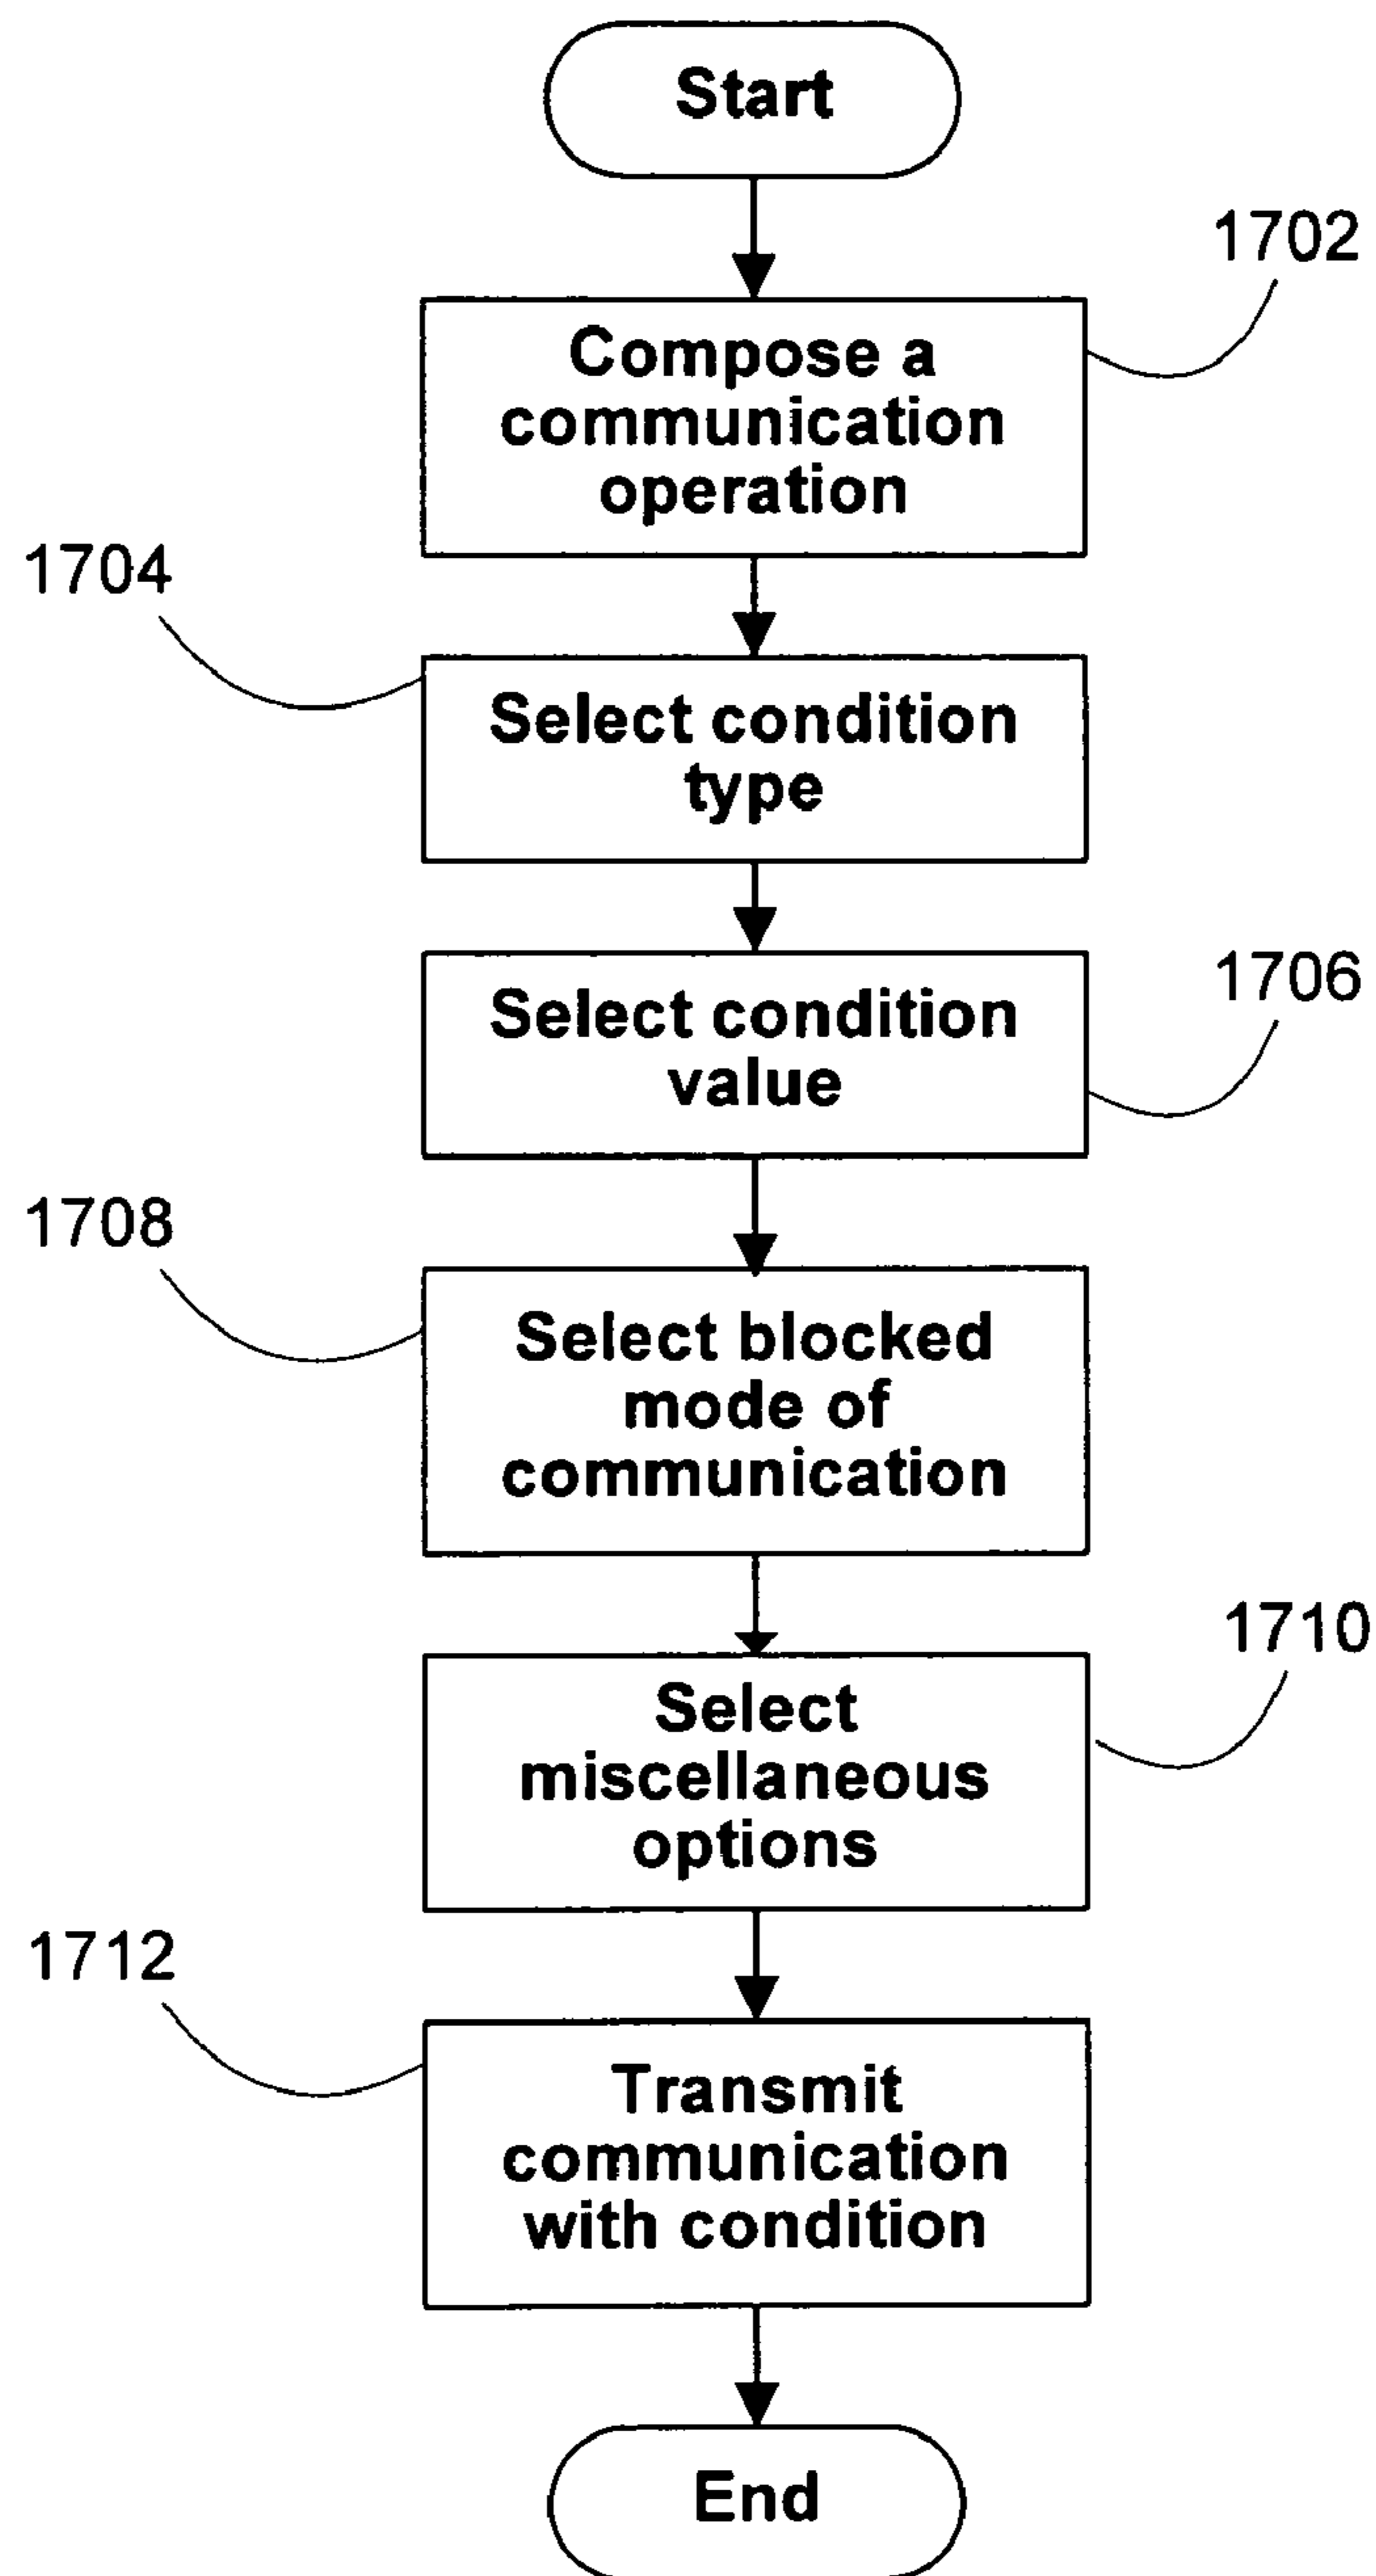 Start
1702
Compose a
communication
operation
1704
Select condition
type
1706
Select condition
value
1708
Select blocked
mode of
communication
1710
Select
miscellaneous
options
1712
Transmit
communication
with condition
End